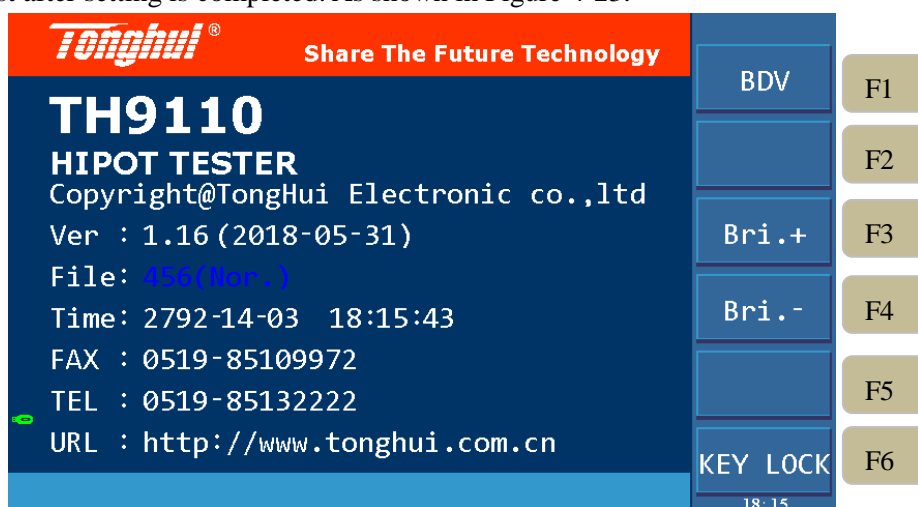 Tonghui ®
Share The Future Technology
TH9110
HIPOT TESTER
Copyright@TongHui Electronic co.,ltd
Ver : 1.16(2018-05-31)
File: 456(Nor.)
Time: 2792-14-03 18:15:43
FAX : 0519-85109972
TEL : 0519-85132222
URL : http://www.tonghui.com.cn
BDV
Bri.+
Bri.-
KEY LOCK
18:15
F1
F2
F3
F4
F5
F6